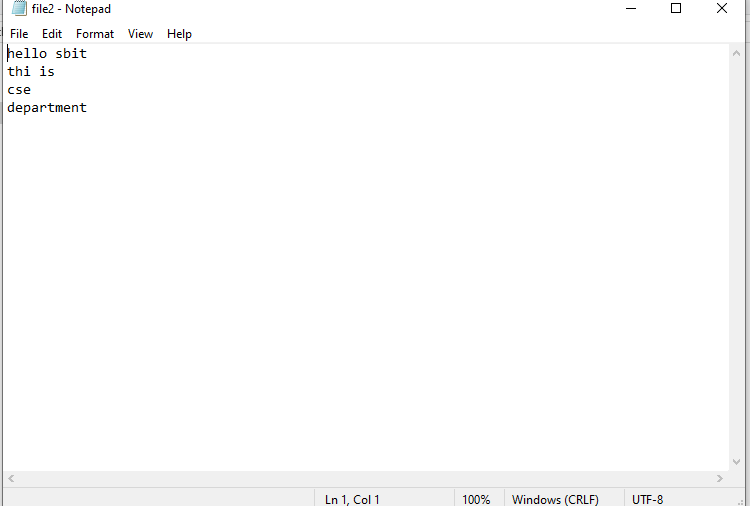 file2 - Notepad
File Edit Format View Help
hello sbit
thi is
cse
department
Ln 1, Col 1 100% Windows (CRLF) UTF-8